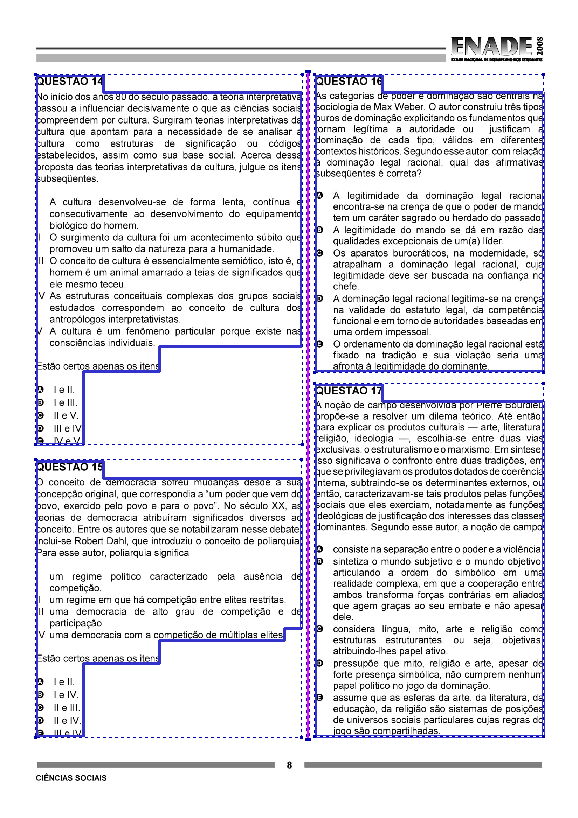 ENADE 2008
EXAME NACIONAL DE DESEMPENHO DOS ESTUDANTES
QUESTÃO 14
No início dos anos 80 do século passado, a teoria interpretativa
passou a influenciar decisivamente o que as ciências sociais
compreendem por cultura. Surgiram teorias interpretativas da
cultura que apontam para a necessidade de se analisar a
cultura como estruturas de significação ou códigos
estabelecidos, assim como sua base social. Acerca dessa
proposta das teorias interpretativas da cultura, julgue os itens
subseqüentes.
A cultura desenvolveu-se de forma lenta, contínua e
consecutivamente ao desenvolvimento do equipamento
biológico do homem.
I O surgimento da cultura foi um acontecimento súbito que
promoveu um salto da natureza para a humanidade.
II O conceito de cultura é essencialmente semiótico, isto é, o
homem é um animal amarrado a teias de significados que
ele mesmo teceu
V As estruturas conceituais complexas dos grupos sociais
estudados correspondem ao conceito de cultura dos
antropólogos interpretativistas.
V A cultura é um fenômeno particular porque existe nas
consciências individuais.
Estão certos apenas os itens
A I e II.
B I e III.
C II e V.
D III e IV
E IV e V
QUESTÃO 15
O conceito de democracia sofreu mudanças desde a sua
concepção original, que correspondia a "um poder que vem do
povo, exercido pelo povo e para o povo". No século XX, as
teorias de democracia atribuíram significados diversos ao
conceito. Entre os autores que se notabilizaram nesse debate,
inclui-se Robert Dahl, que introduziu o conceito de poliarquia.
Para esse autor, poliarquia significa
um regime político caracterizado pela ausência de
competição.
I um regime em que há competição entre elites restritas.
II uma democracia de alto grau de competição e de
participação
V uma democracia com a competição de múltiplas elites
Estão certos apenas os itens
A I e II.
B I e IV.
C II e III.
D II e IV.
E III e IV
QUESTÃO 16
As categorias de poder e dominação são centrais na
sociologia de Max Weber. O autor construiu três tipos
puros de dominação explicitando os fundamentos que
tornam legítima a autoridade ou justificam a
dominação de cada tipo, válidos em diferentes
contextos históricos. Segundo esse autor, com relação
à dominação legal racional, qual das afirmativas
subseqüentes é correta?
A A legitimidade da dominação legal racional
encontra-se na crença de que o poder de mando
tem um caráter sagrado ou herdado do passado.
B A legitimidade do mando se dá em razão das
qualidades excepcionais de um(a) líder.
C Os aparatos burocráticos, na modernidade, só
atrapalham a dominação legal racional, cuja
legitimidade deve ser buscada na confiança no
chefe.
D A dominação legal racional legitima-se na crença
na validade do estatuto legal, da competência
funcional e em torno de autoridades baseadas em
uma ordem impessoal.
E O ordenamento da dominação legal racional está
fixado na tradição e sua violação seria uma
afronta à legitimidade do dominante.
QUESTÃO 17
A noção de campo desenvolvida por Pierre Bourdieu
propõe-se a resolver um dilema teórico. Até então
para explicar os produtos culturais — arte, literatura,
religião, ideologia —, escolhia-se entre duas vias
exclusivas, o estruturalismo e o marxismo. Em síntese,
isso significava o confronto entre duas tradições, em
que se privilegiavam os produtos dotados de coerência
interna, subtraindo-se os determinantes externos, ou
então, caracterizavam-se tais produtos pelas funções
sociais que eles exerciam, notadamente as funções
ideológicas de justificação dos interesses das classes
dominantes. Segundo esse autor, a noção de campo
A consiste na separação entre o poder e a violência
B sintetiza o mundo subjetivo e o mundo objetivo,
articulando a ordem do simbólico em uma
realidade complexa, em que a cooperação entre
ambos transforma forças contrárias em aliados
que agem graças ao seu embate e não apesar
dele.
C considera língua, mito, arte e religião como
estruturas estruturantes, ou seja objetivas,
atribuindo-lhes papel ativo.
D pressupõe que mito, religião e arte, apesar de
forte presença simbólica, não cumprem nenhum
papel político no jogo da dominação.
E assume que as esferas da arte, da literatura, da
educação, da religião são sistemas de posições
de universos sociais particulares cujas regras do
jogo são compartilhadas.
8
CIÊNCIAS SOCIAIS